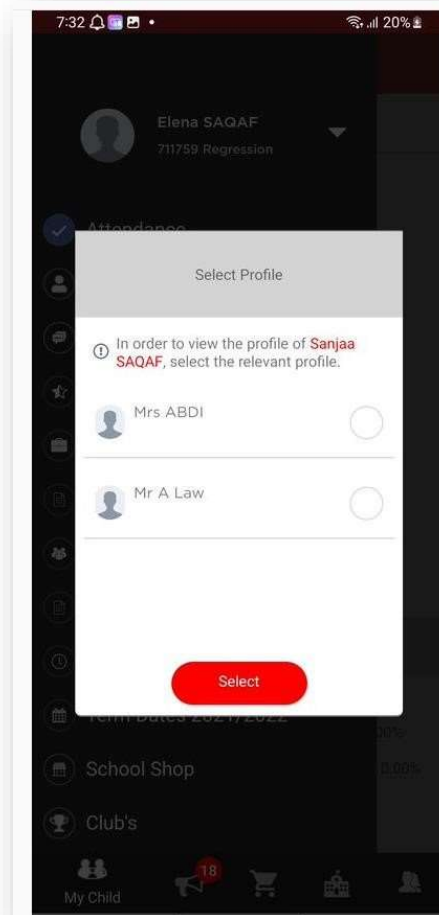 7:32
20%
Elena SAQAF
711759 Regression
Attendance
Select Profile
In order to view the profile of Sanjaa
SAQAF, select the relevant profile.
Mrs ABDI
Mr A Law
Select
Term Dates 2021/2022
0.00%
School Shop
Club's
18
My Child